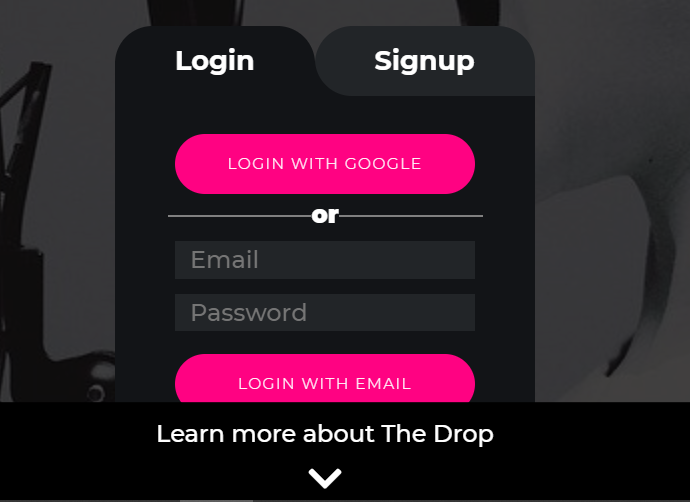 Login Signup
LOGIN WITH GOOGLE
or
Email
Password
LOGIN WITH EMAIL
Learn more about The Drop